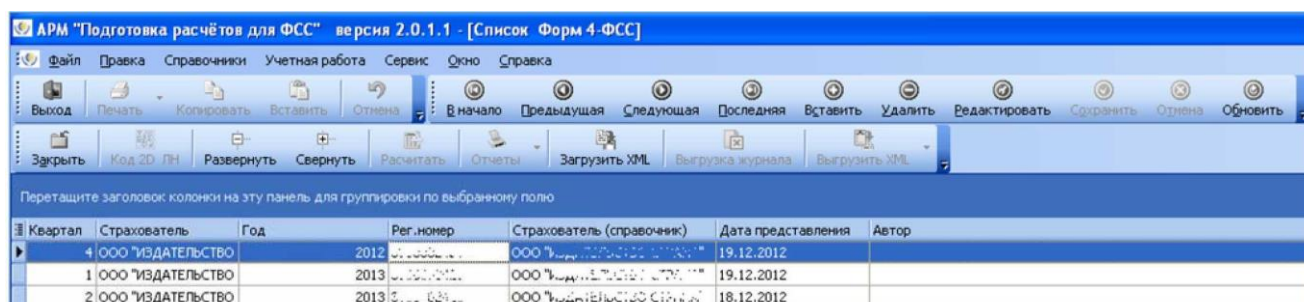 АРМ "Подготовка расчётов для ФСС" версия 2.0.1.1 - [Список Форм 4-ФСС]
Файл Правка Справочники Учетная работа Сервис Окно Справка
Выход Печать Копировать Вставить Отмена В начало Предыдущая Следующая Последняя Вставить Удалить Редактировать Сохранить Отмена Обновить
Закрыть Код 2D ЛН Развернуть Свернуть Расчитать Отчеты Загрузить XML Выгрузка журнала Выгрузить XML
Перетащите заголовок колонки на эту панель для группировки по выбранному полю
Квартал Страхователь Год Рег.номер Страхователь (справочник) Дата представления Автор
4 ООО "ИЗДАТЕЛЬСТВО 2012 ООО 19.12.2012
1 ООО "ИЗДАТЕЛЬСТВО 2013 ООО 19.12.2012
2 ООО "ИЗДАТЕЛЬСТВО 2013 ООО 18.12.2012